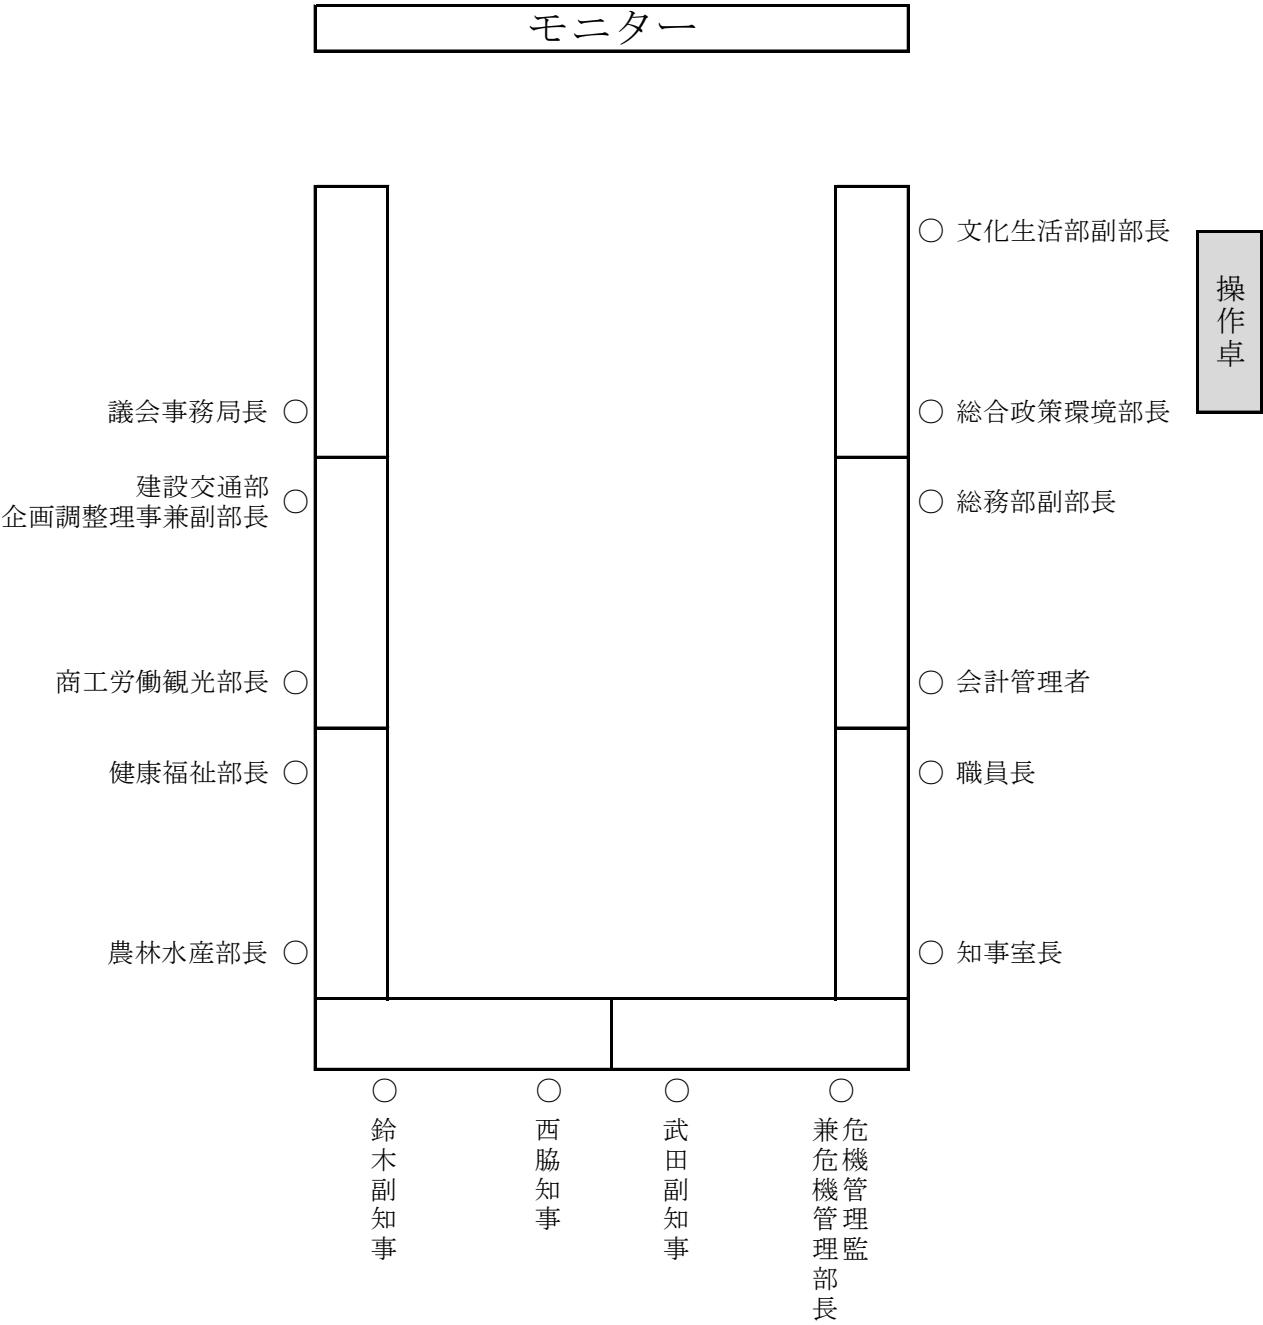 モニター
○ 文化生活部副部長
操作卓
議会事務局長 ○
○ 総合政策環境部長
建設交通部
企画調整理事兼副部長 ○
○ 総務部副部長
商工労働観光部長 ○
○ 会計管理者
健康福祉部長 ○
○ 職員長
農林水産部長 ○
○ 知事室長
○ 鈴木副知事
○ 西脇知事
○ 武田副知事
○ 危機管理監
兼危機管理部長